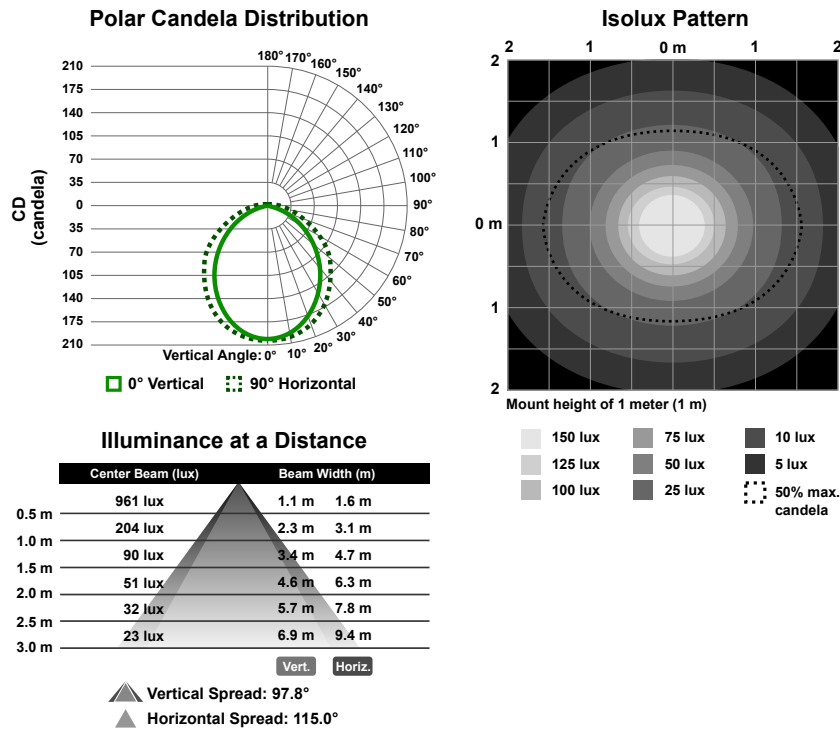 Polar Candela Distribution
180° 170° 160° 150° 140° 130° 120° 110° 100° 90° 80° 70° 60° 50° 40° 30° 20° 10°
210
175
140
105
70
35
0
35
70
105
140
175
210
CD
(candela)
Vertical Angle: 0°
0° Vertical 90° Horizontal
Isolux Pattern
2 1 0 m 1 2
2
1
0 m
1
2
Mount height of 1 meter (1 m)
150 lux 75 lux 10 lux
125 lux 50 lux 5 lux
100 lux 25 lux 50% max.
candela
Illuminance at a Distance
Center Beam (lux) Beam Width (m)
961 lux 1.1 m 1.6 m
0.5 m
204 lux 2.3 m 3.1 m
1.0 m
90 lux 3.4 m 4.7 m
1.5 m
51 lux 4.6 m 6.3 m
2.0 m
32 lux 5.7 m 7.8 m
2.5 m
23 lux 6.9 m 9.4 m
3.0 m
Vert. Horiz.
Vertical Spread: 97.8°
Horizontal Spread: 115.0°